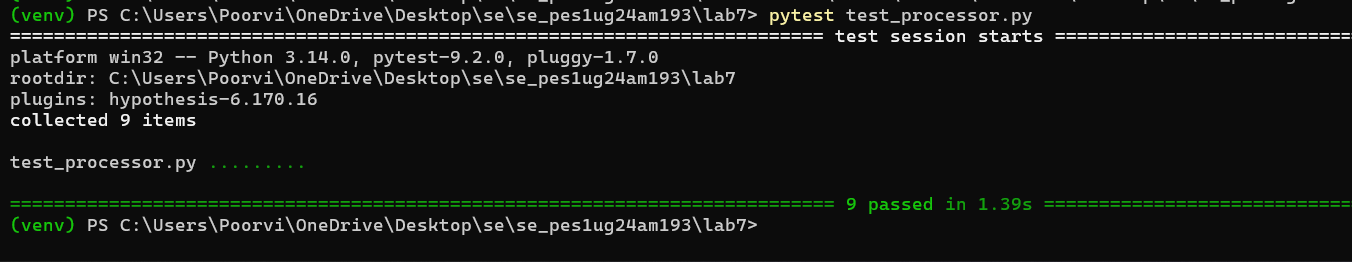 (venv) PS C:\Users\Poorvi\OneDrive\Desktop\se\se_pes1ug24am193\lab7> pytest test_processor.py
========================================================================== test session starts ===========================
platform win32 -- Python 3.14.0, pytest-9.2.0, pluggy-1.7.0
rootdir: C:\Users\Poorvi\OneDrive\Desktop\se\se_pes1ug24am193\lab7
plugins: hypothesis-6.170.16
collected 9 items
test_processor.py .........
=========================================================================== 9 passed in 1.39s ============================
(venv) PS C:\Users\Poorvi\OneDrive\Desktop\se\se_pes1ug24am193\lab7>